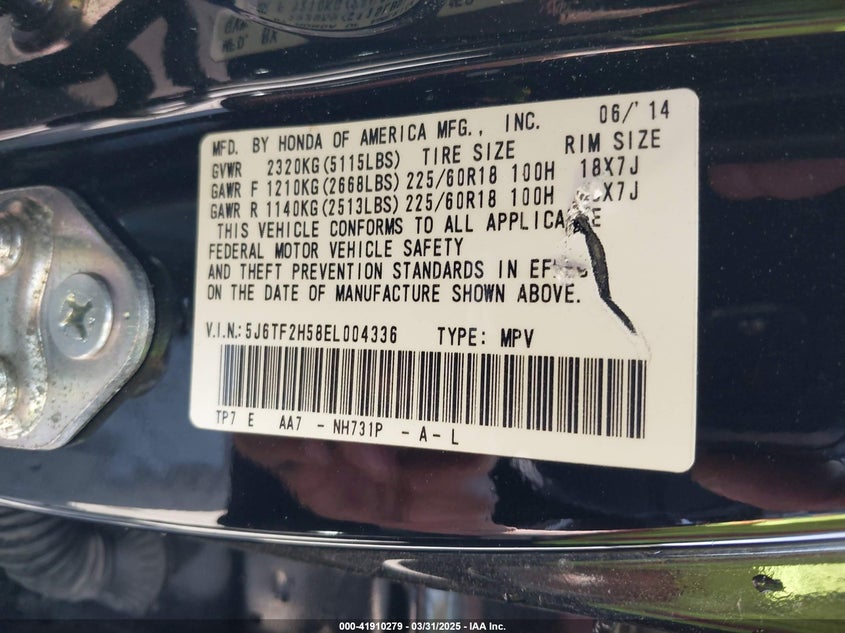 MFD. BY HONDA OF AMERICA MFG., INC. 06/'14
GVWR 2320KG(5115LBS) TIRE SIZE RIM SIZE
GAWR F 1210KG(2668LBS) 225/60R18 100H 18X7J
GAWR R 1140KG(2513LBS) 225/60R18 100H X7J
THIS VEHICLE CONFORMS TO ALL APPLICA E
FEDERAL MOTOR VEHICLE SAFETY
AND THEFT PREVENTION STANDARDS IN EFFEC
ON THE DATE OF MANUFACTURE SHOWN ABOVE.
V.I.N.: 5J6TF2H58EL004336 TYPE: MPV
TP7 E AA7 - NH731P - A - L
000-41910279 - 03/31/2025 - IAA Inc.